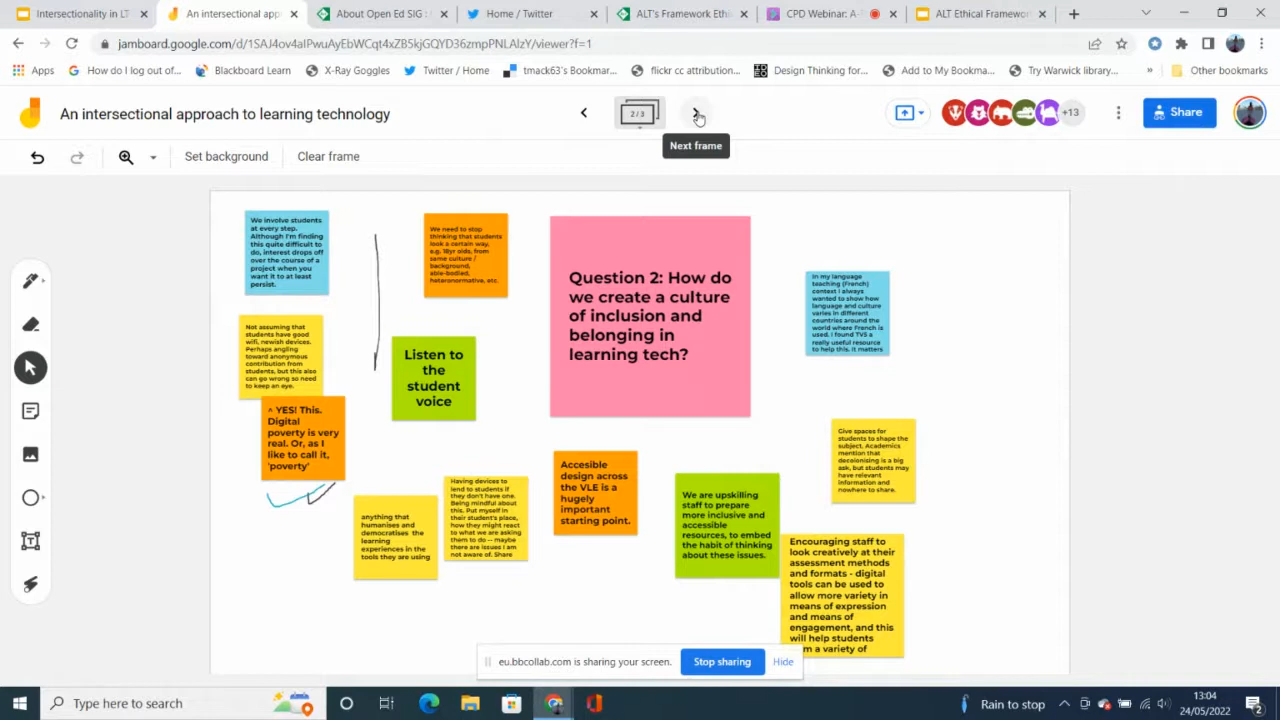 Intersectionality in LT
An intersectional approach
About Open Ed SIG
Home / Twitter
ALT's Framework Ethi
CPD Webinar: A-
ALT Ethical Framework
jamboard.google.com/d/1SAJ4ov4aIPwuAyEbWCqt4xZB5kjGQYD36zmpPNLAlzY/viewer?f=1
Apps
How do I log out of...
Blackboard Learn
X-Ray Goggles
Twitter / Home
tmack63's Bookmar...
flickr cc attribution...
Design Thinking for...
Add to My Bookma...
Try Warwick library...
»
Other bookmarks
An intersectional approach to learning technology
2 / 3
+13
Share
Next frame
Set background
Clear frame
We involve students
at every step.
Although I'm finding
this quite difficult to
do, interest drops off
over the course of a
project when you
want it to at least
persist.
We need to stop
thinking that students
look a certain way,
e.g. 18yr olds, from
same culture /
background,
able-bodied,
heteronormative, etc.
Question 2: How do
we create a culture
of inclusion and
belonging in
learning tech?
In my language
teaching (French)
context I always
wanted to show how
language and culture
varies in different
countries around the
world where French is
used. I found TV5 a
really useful resource
to help this. It matters
Not assuming that
students have good
wifi, newish devices.
Perhaps angling
toward anonymous
contribution from
students, but this also
can go wrong so need
to keep an eye.
Listen to
the
student
voice
^ YES! This.
Digital
poverty is very
real. Or, as I
like to call it,
'poverty'
anything that
humanises and
democratises the
learning
experiences in the
tools they are using
Having devices to
lend to students if
they don't have one.
Being mindful about
this. Put myself in
their student's place,
how they might react
to what we are asking
them to do -- maybe
there are issues I am
not aware of. Share
Accesible
design across
the VLE is a
hugely
important
starting point.
We are upskilling
staff to prepare
more inclusive and
accessible
resources, to embed
the habit of thinking
about these issues.
Give spaces for
students to shape the
subject. Academics
mention that
decolonising is a big
ask, but students may
have relevant
information and
nowhere to share.
Encouraging staff to
look creatively at their
assessment methods
and formats - digital
tools can be used to
allow more variety in
means of expression
and means of
engagement, and this
will help students
m a variety of
eu.bbcollab.com is sharing your screen.
Stop sharing
Hide
Type here to search
Rain to stop
13:04
24/05/2022
2